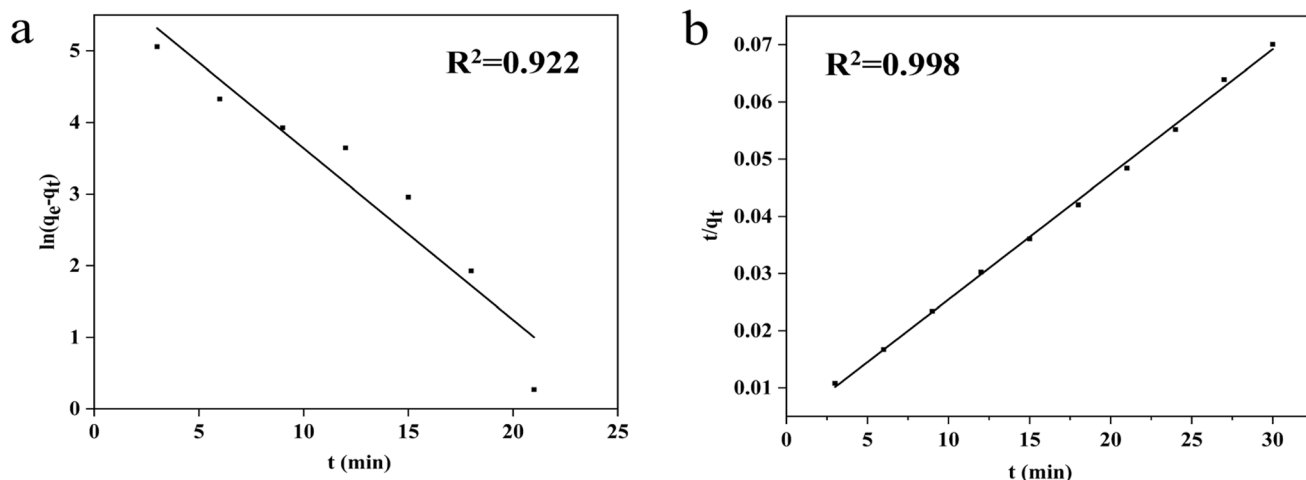 a
R²=0.922
ln(qₑ-qₜ)
5
4
3
2
1
0
0 5 10 15 20 25
t (min)
b
R²=0.998
t/qₜ
0.07
0.06
0.05
0.04
0.03
0.02
0.01
0 5 10 15 20 25 30
t (min)